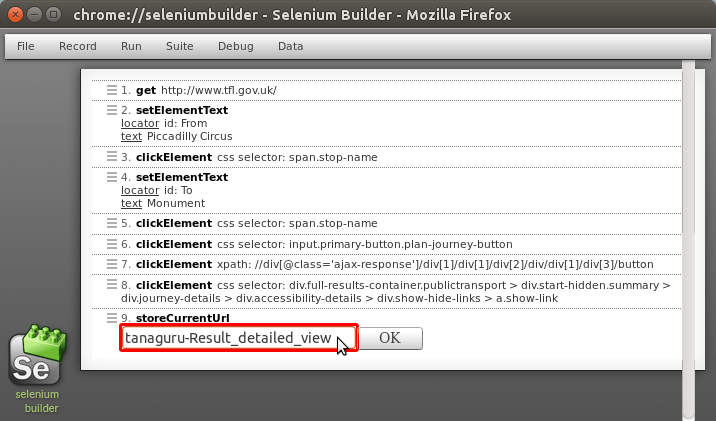 chrome://seleniumbuilder - Selenium Builder - Mozilla Firefox
File Record Run Suite Debug Data
1. get http://www.tfl.gov.uk/
2. setElementText
locator id: From
text Piccadilly Circus
3. clickElement css selector: span.stop-name
4. setElementText
locator id: To
text Monument
5. clickElement css selector: span.stop-name
6. clickElement css selector: input.primary-button.plan-journey-button
7. clickElement xpath: //div[@class='ajax-response']/div[1]/div[1]/div[2]/div/div[1]/div[3]/button
8. clickElement css selector: div.full-results-container.publictransport > div.start-hidden.summary >
div.journey-details > div.accessibility-details > div.show-hide-links > a.show-link
9. storeCurrentUrl
tanaguru-Result_detailed_view OK
Se
selenium
builder